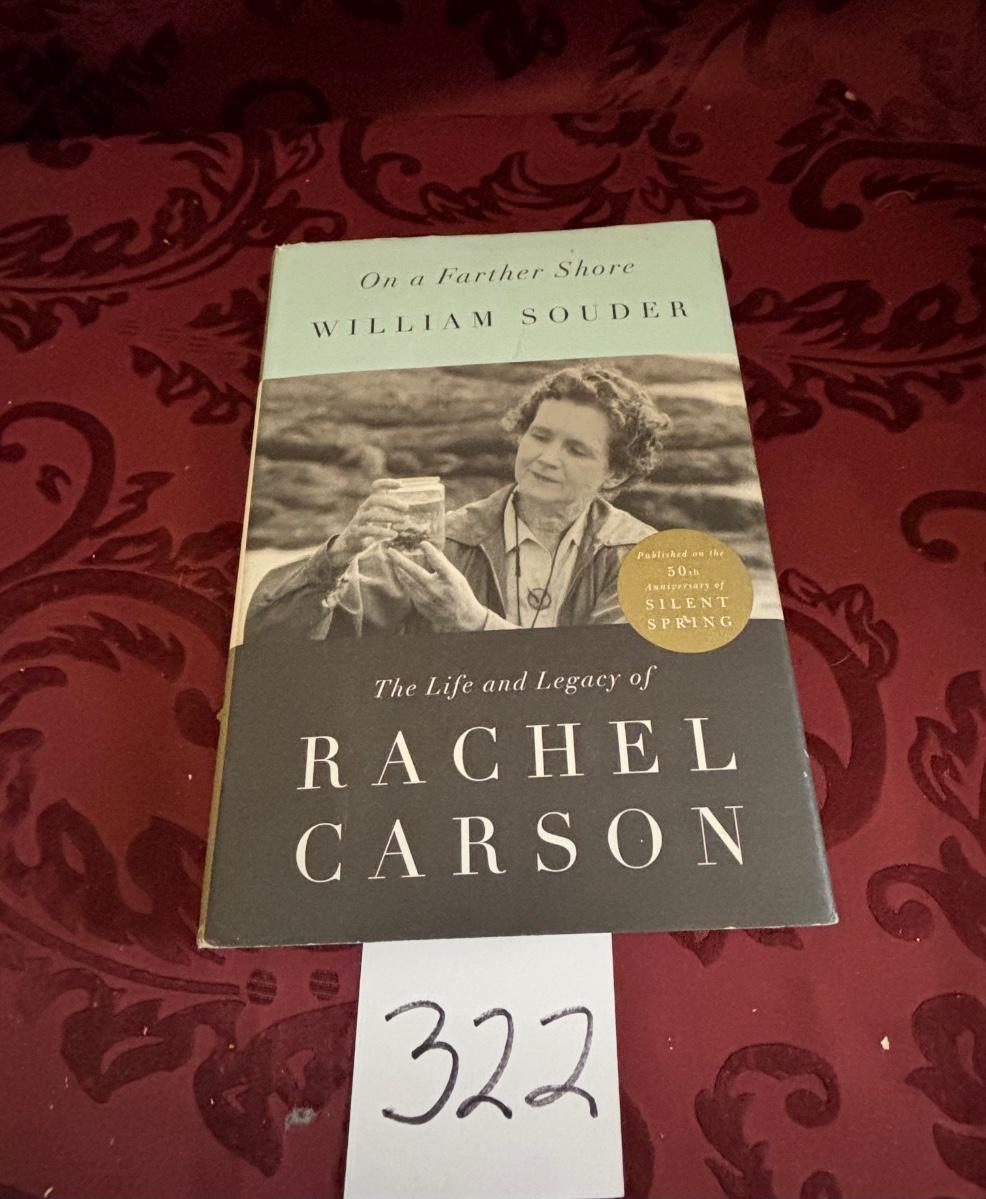 On a Farther Shore
WILLIAM SOUDER
Published on the
50th
Anniversary of
SILENT
SPRING
The Life and Legacy of
RACHEL
CARSON
322